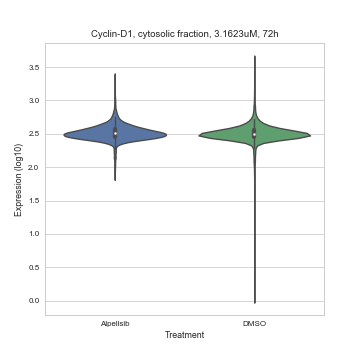 Cyclin-D1, cytosolic fraction, 3.1623uM, 72h
Expression (log10)
3.5
3.0
2.5
2.0
1.5
1.0
0.5
0.0
Alpelisib
DMSO
Treatment